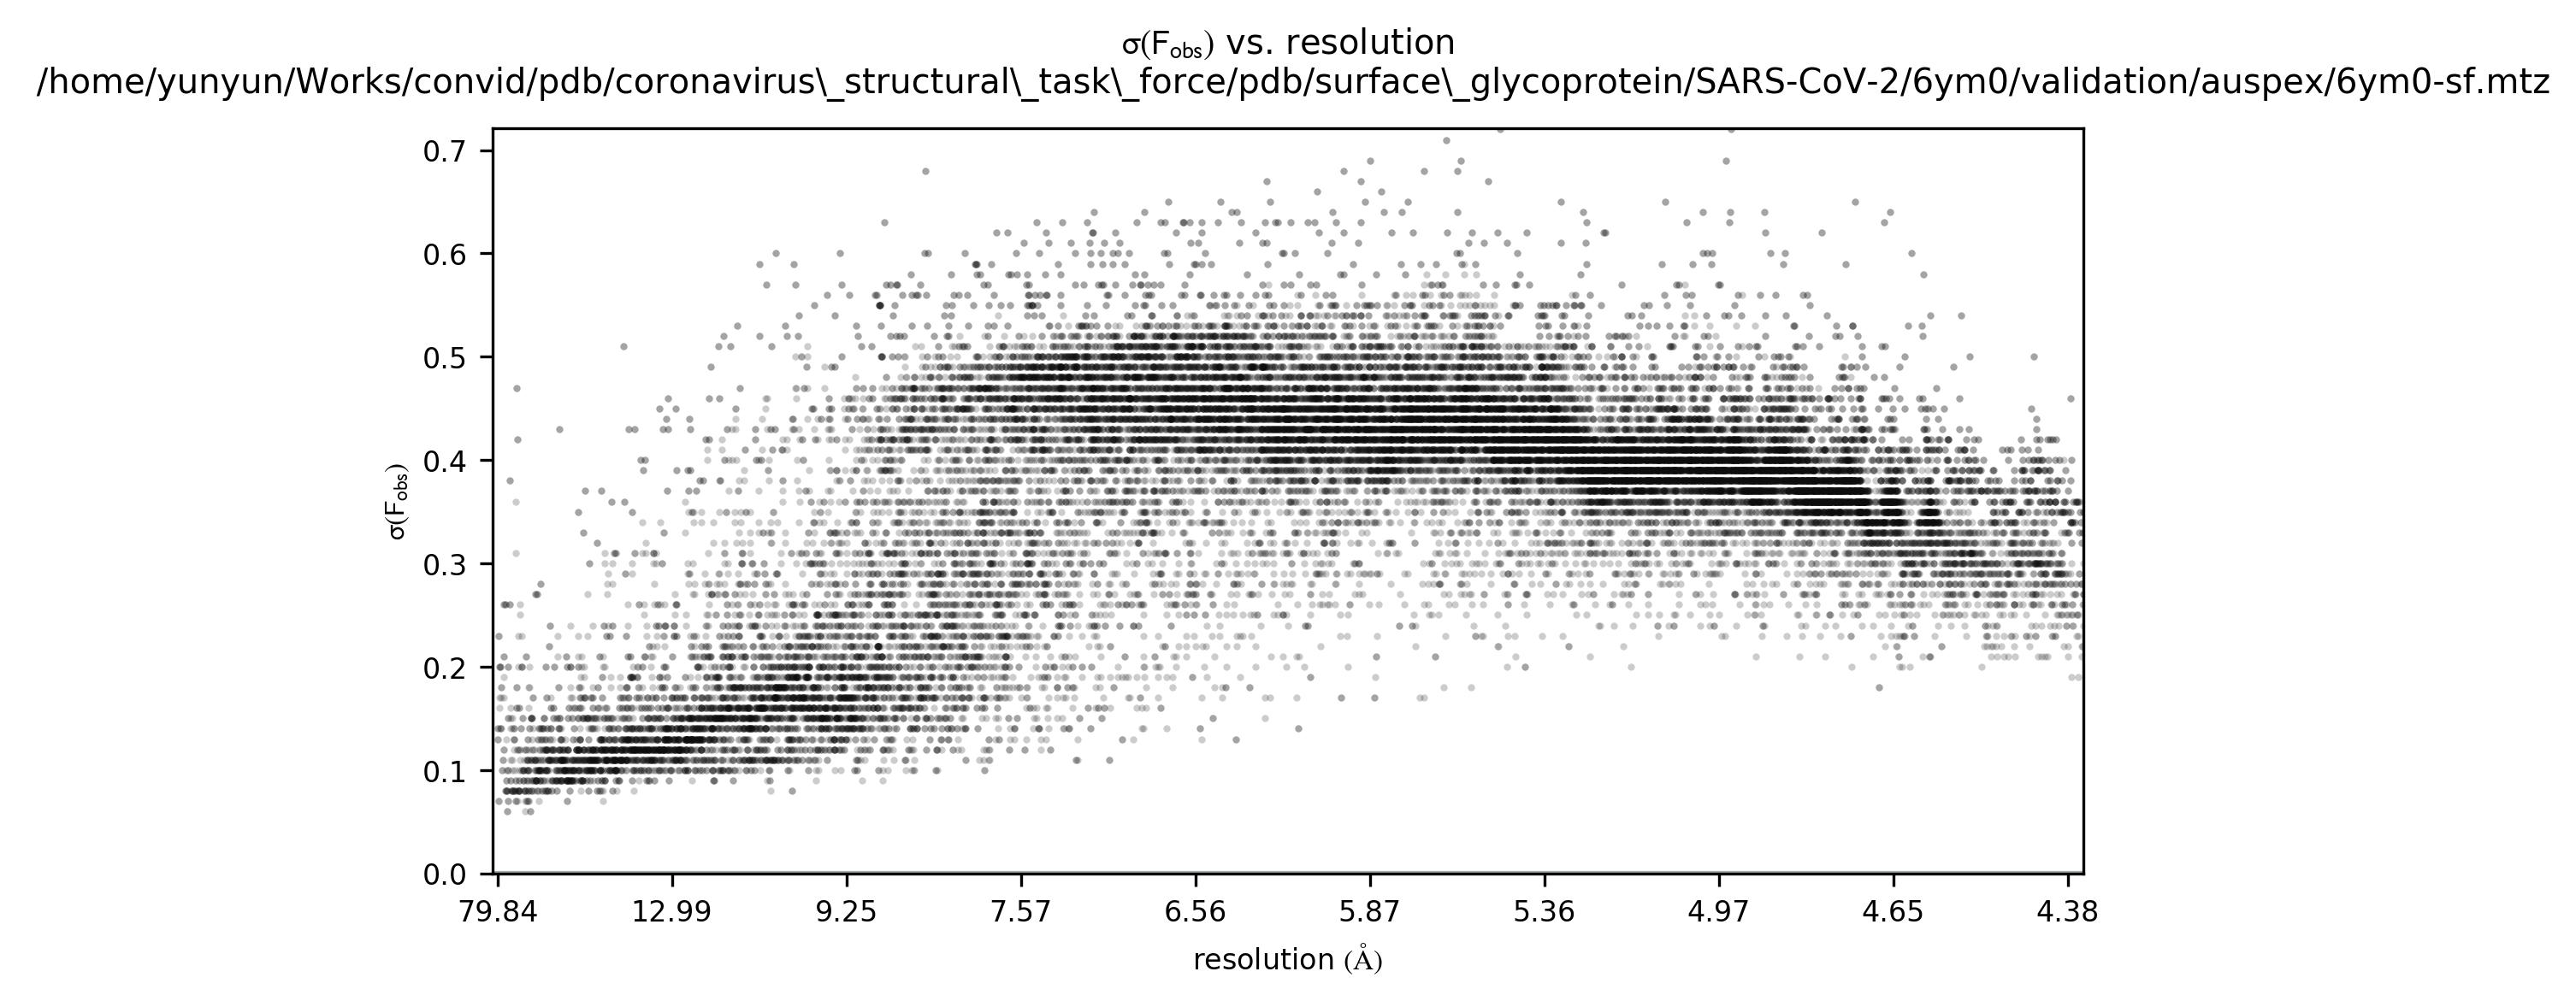 σ(Fobs) vs. resolution
/home/yunyun/Works/convid/pdb/coronavirus\_structural\_task\_force/pdb/surface\_glycoprotein/SARS-CoV-2/6ym0/validation/auspex/6ym0-sf.mtz
0.7
0.6
0.5
0.4
0.3
0.2
0.1
0.0
σ(Fobs)
79.84 12.99 9.25 7.57 6.56 5.87 5.36 4.97 4.65 4.38
resolution (Å)